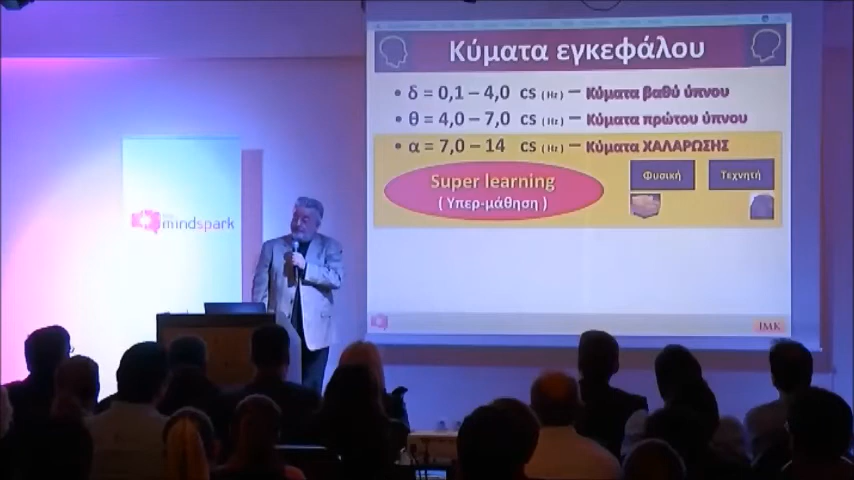 Κύματα εγκεφάλου
• δ = 0,1 – 4,0 cs (Hz) – Κύματα βαθύ ύπνου
• θ = 4,0 – 7,0 cs (Hz) – Κύματα πρώτου ύπνου
• α = 7,0 – 14 cs (Hz) – Κύματα ΧΑΛΑΡΩΣΗΣ
Super learning
( Υπερ-μάθηση )
Φυσική
Τεχνητή
mindspark
IMK